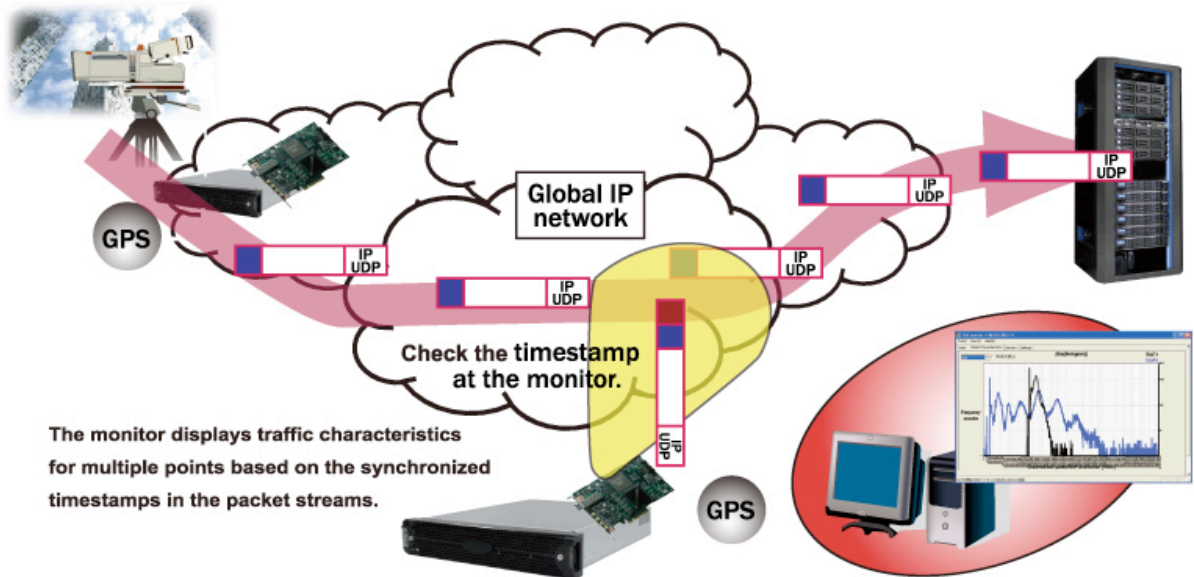 IP
UDP
IP
UDP
Global IP
network
GPS
IP
UDP
IP
UDP
IP
UDP
Check the timestamp
at the monitor.
IP
UDP
The monitor displays traffic characteristics
for multiple points based on the synchronized
timestamps in the packet streams.
GPS